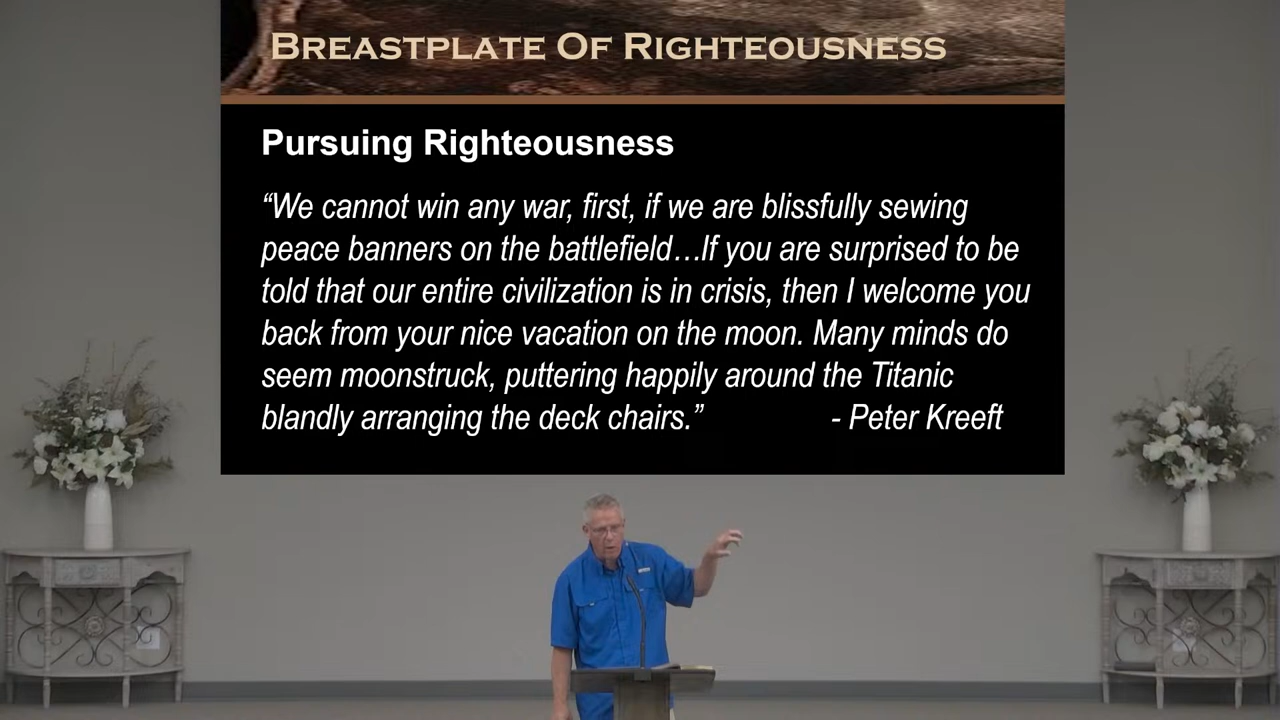 BREASTPLATE OF RIGHTEOUSNESS
Pursuing Righteousness
“We cannot win any war, first, if we are blissfully sewing
peace banners on the battlefield…If you are surprised to be
told that our entire civilization is in crisis, then I welcome you
back from your nice vacation on the moon. Many minds do
seem moonstruck, puttering happily around the Titanic
blandly arranging the deck chairs.” - Peter Kreeft